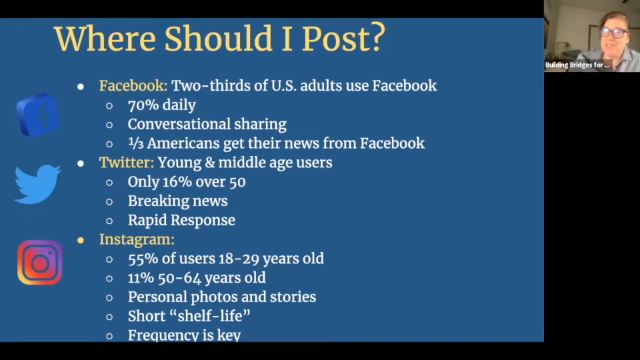 Where Should I Post?
Facebook: Two-thirds of U.S. adults use Facebook
70% daily
Conversational sharing
⅓ Americans get their news from Facebook
Twitter: Young & middle age users
Only 16% over 50
Breaking news
Rapid Response
Instagram:
55% of users 18-29 years old
11% 50-64 years old
Personal photos and stories
Short “shelf-life”
Frequency is key
Building Bridges for ...